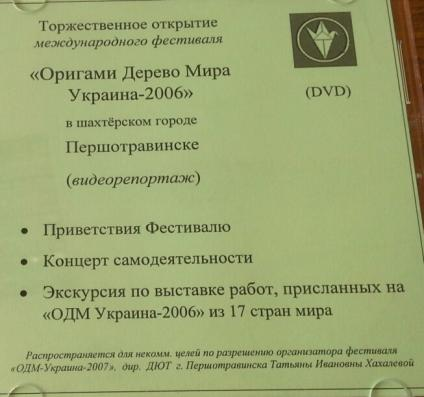 Торжественное открытие
международного фестиваля
«Оригами Дерево Мира
Украина-2006»
(DVD)
в шахтёрском городе
Першотравинске
(видеорепортаж)
• Приветствия Фестивалю
• Концерт самодеятельности
• Экскурсия по выставке работ, присланных на
«ОДМ Украина-2006» из 17 стран мира
Распространяется для некомм. целей по разрешению организатора фестиваля
«ОДМ-Украина-2007». дир. ДЮТ г. Першотравинска Татьяны Ивановны Хахалевой